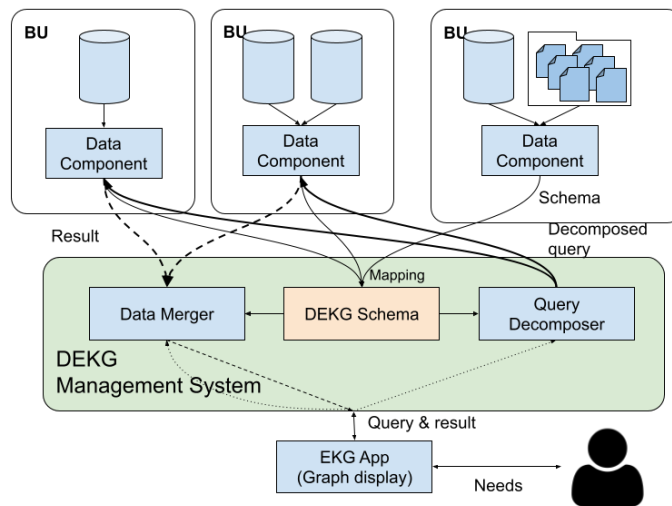 BU
BU
BU
Data
Component
Data
Component
Data
Component
Schema
Result
Decomposed
query
Mapping
Data Merger
DEKG Schema
Query
Decomposer
DEKG
Management System
Query & result
EKG App
(Graph display)
Needs